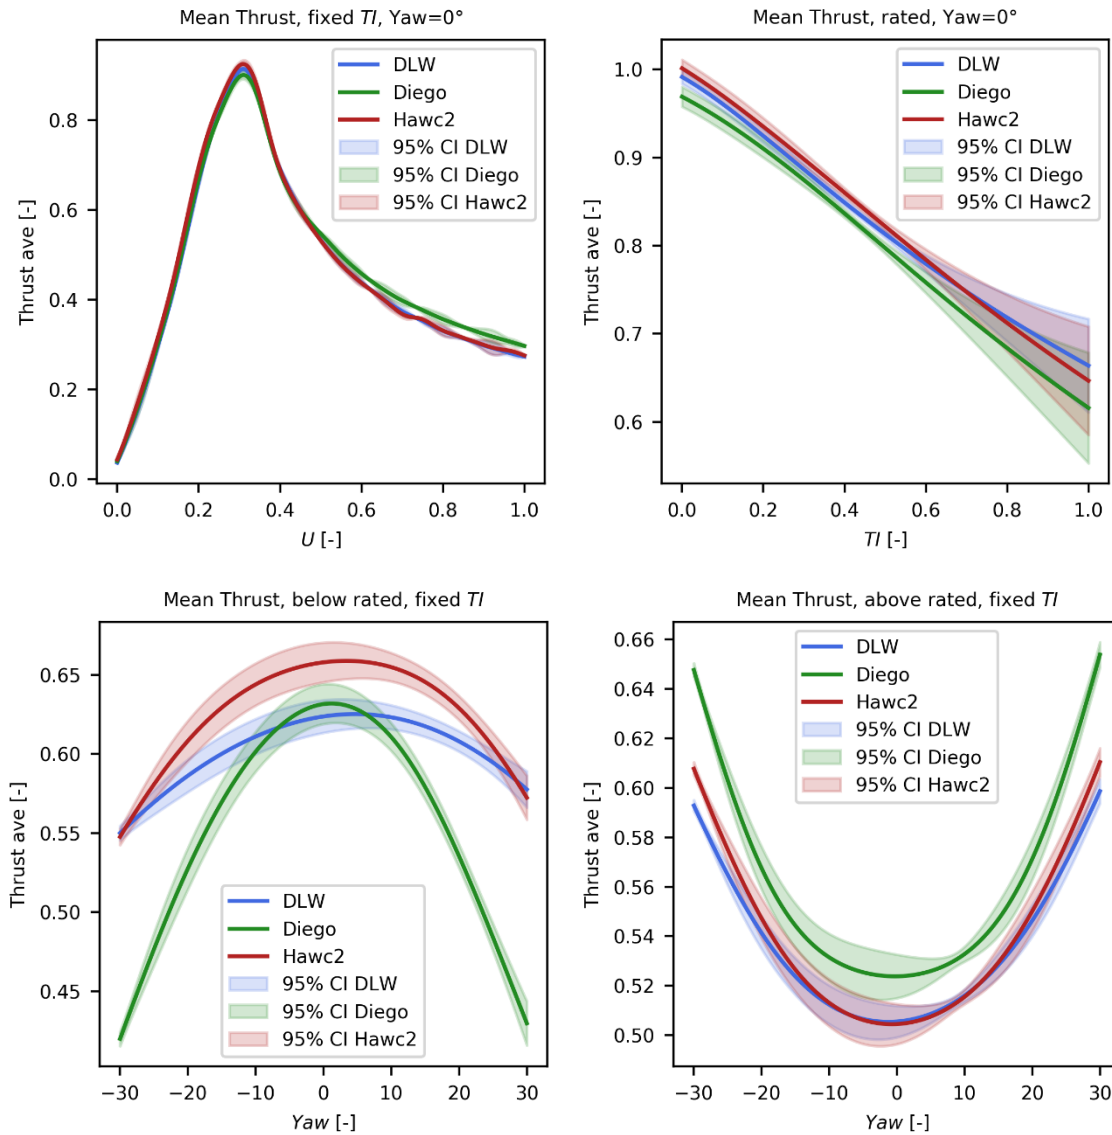 Mean Thrust, fixed TI, Yaw=0°
Thrust ave [-]
0.8
0.6
0.4
0.2
0.0
DLW
Diego
Hawc2
95% CI DLW
95% CI Diego
95% CI Hawc2
0.0 0.2 0.4 0.6 0.8 1.0
U [-]
Mean Thrust, rated, Yaw=0°
Thrust ave [-]
1.0
0.9
0.8
0.7
0.6
DLW
Diego
Hawc2
95% CI DLW
95% CI Diego
95% CI Hawc2
0.0 0.2 0.4 0.6 0.8 1.0
TI [-]
Mean Thrust, below rated, fixed TI
Thrust ave [-]
0.65
0.60
0.55
0.50
0.45
DLW
Diego
Hawc2
95% CI DLW
95% CI Diego
95% CI Hawc2
−30 −20 −10 0 10 20 30
Yaw [-]
Mean Thrust, above rated, fixed TI
Thrust ave [-]
0.66
0.64
0.62
0.60
0.58
0.56
0.54
0.52
0.50
DLW
Diego
Hawc2
95% CI DLW
95% CI Diego
95% CI Hawc2
−30 −20 −10 0 10 20 30
Yaw [-]